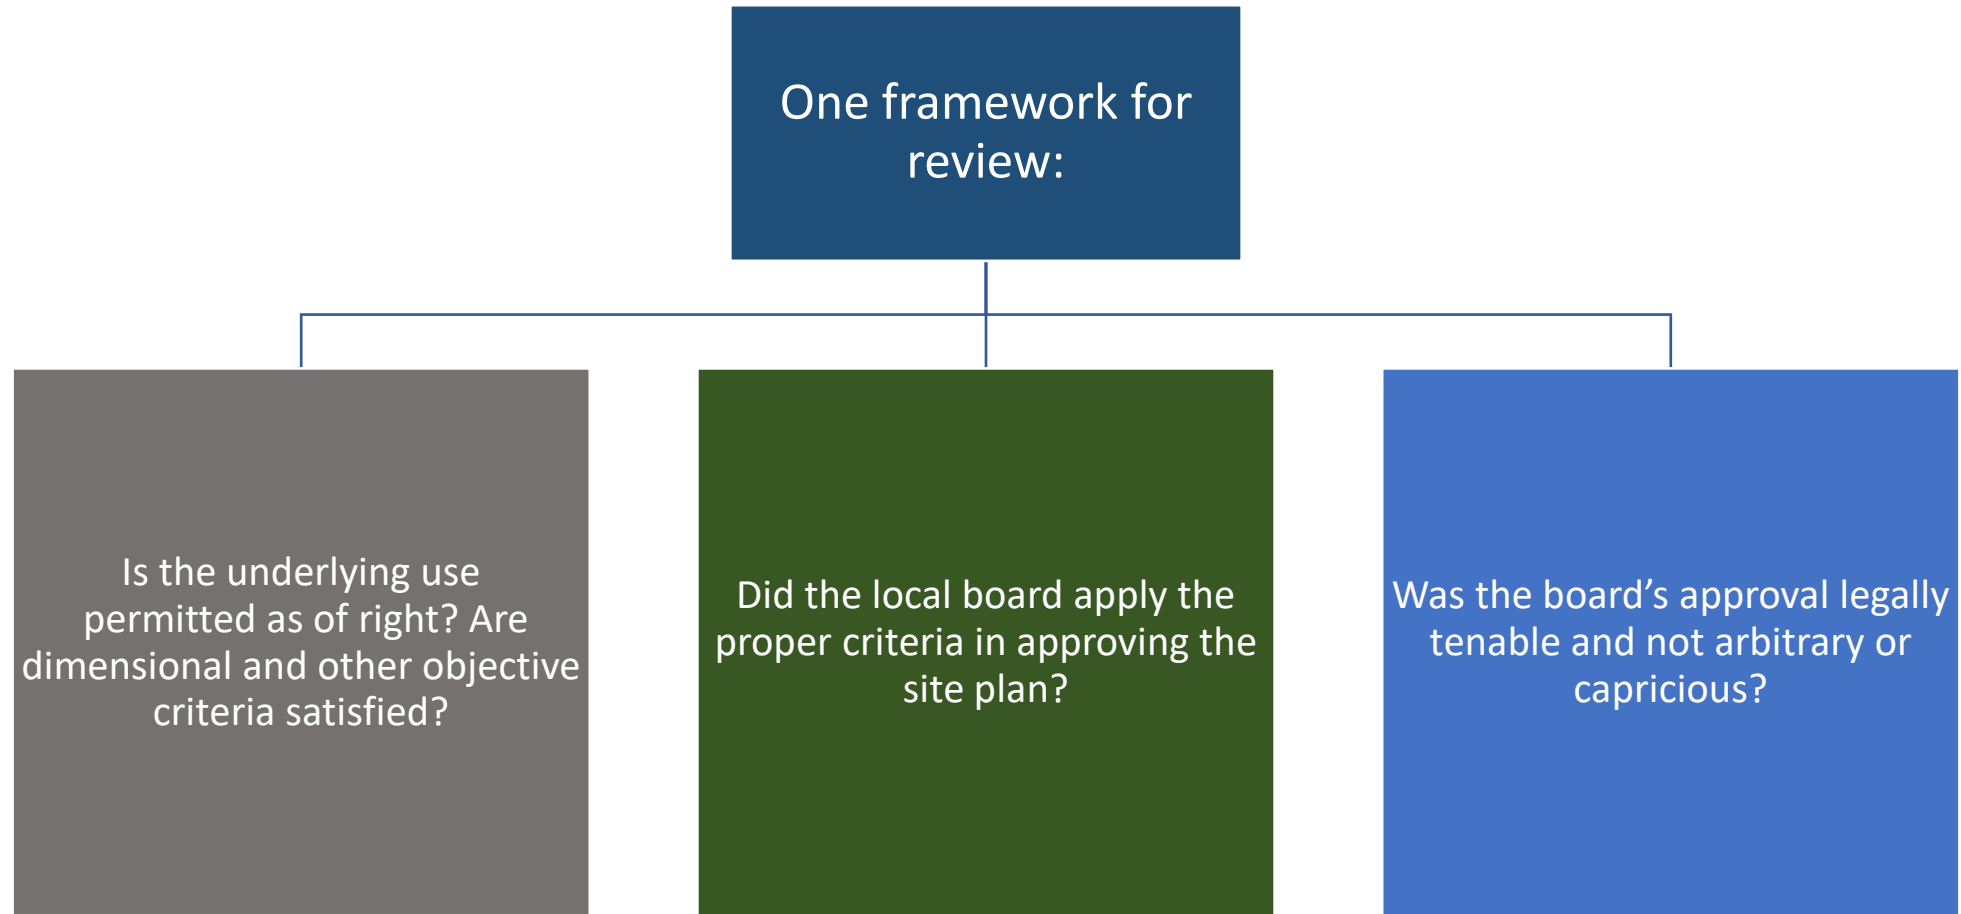 One framework for
review:
Is the underlying use
permitted as of right? Are
dimensional and other objective
criteria satisfied?
Did the local board apply the
proper criteria in approving the
site plan?
Was the board’s approval legally
tenable and not arbitrary or
capricious?